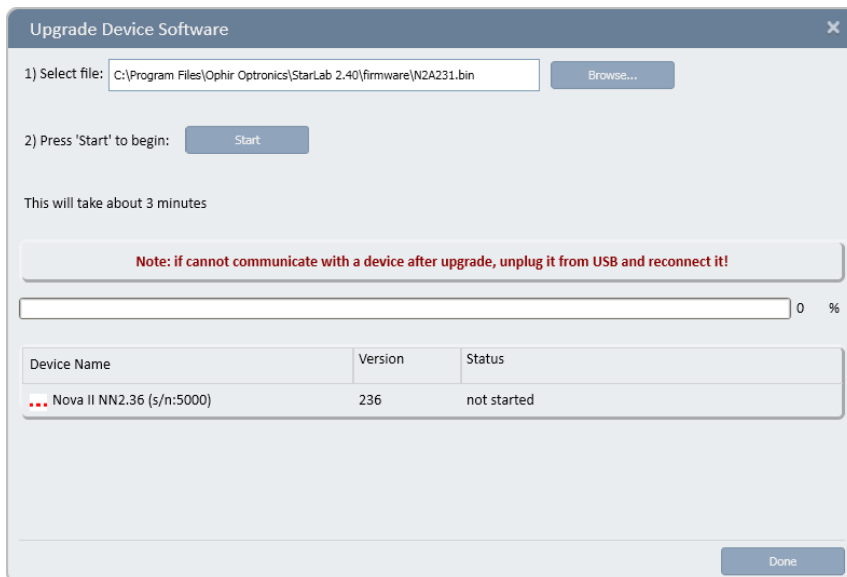 Upgrade Device Software
1) Select file: C:\Program Files\Ophir Optronics\StarLab 2.40\firmware\N2A231.bin Browse...
2) Press 'Start' to begin: Start
This will take about 3 minutes
Note: if cannot communicate with a device after upgrade, unplug it from USB and reconnect it!
0 %
Device Name Version Status
Nova II NN2.36 (s/n:5000) 236 not started
Done